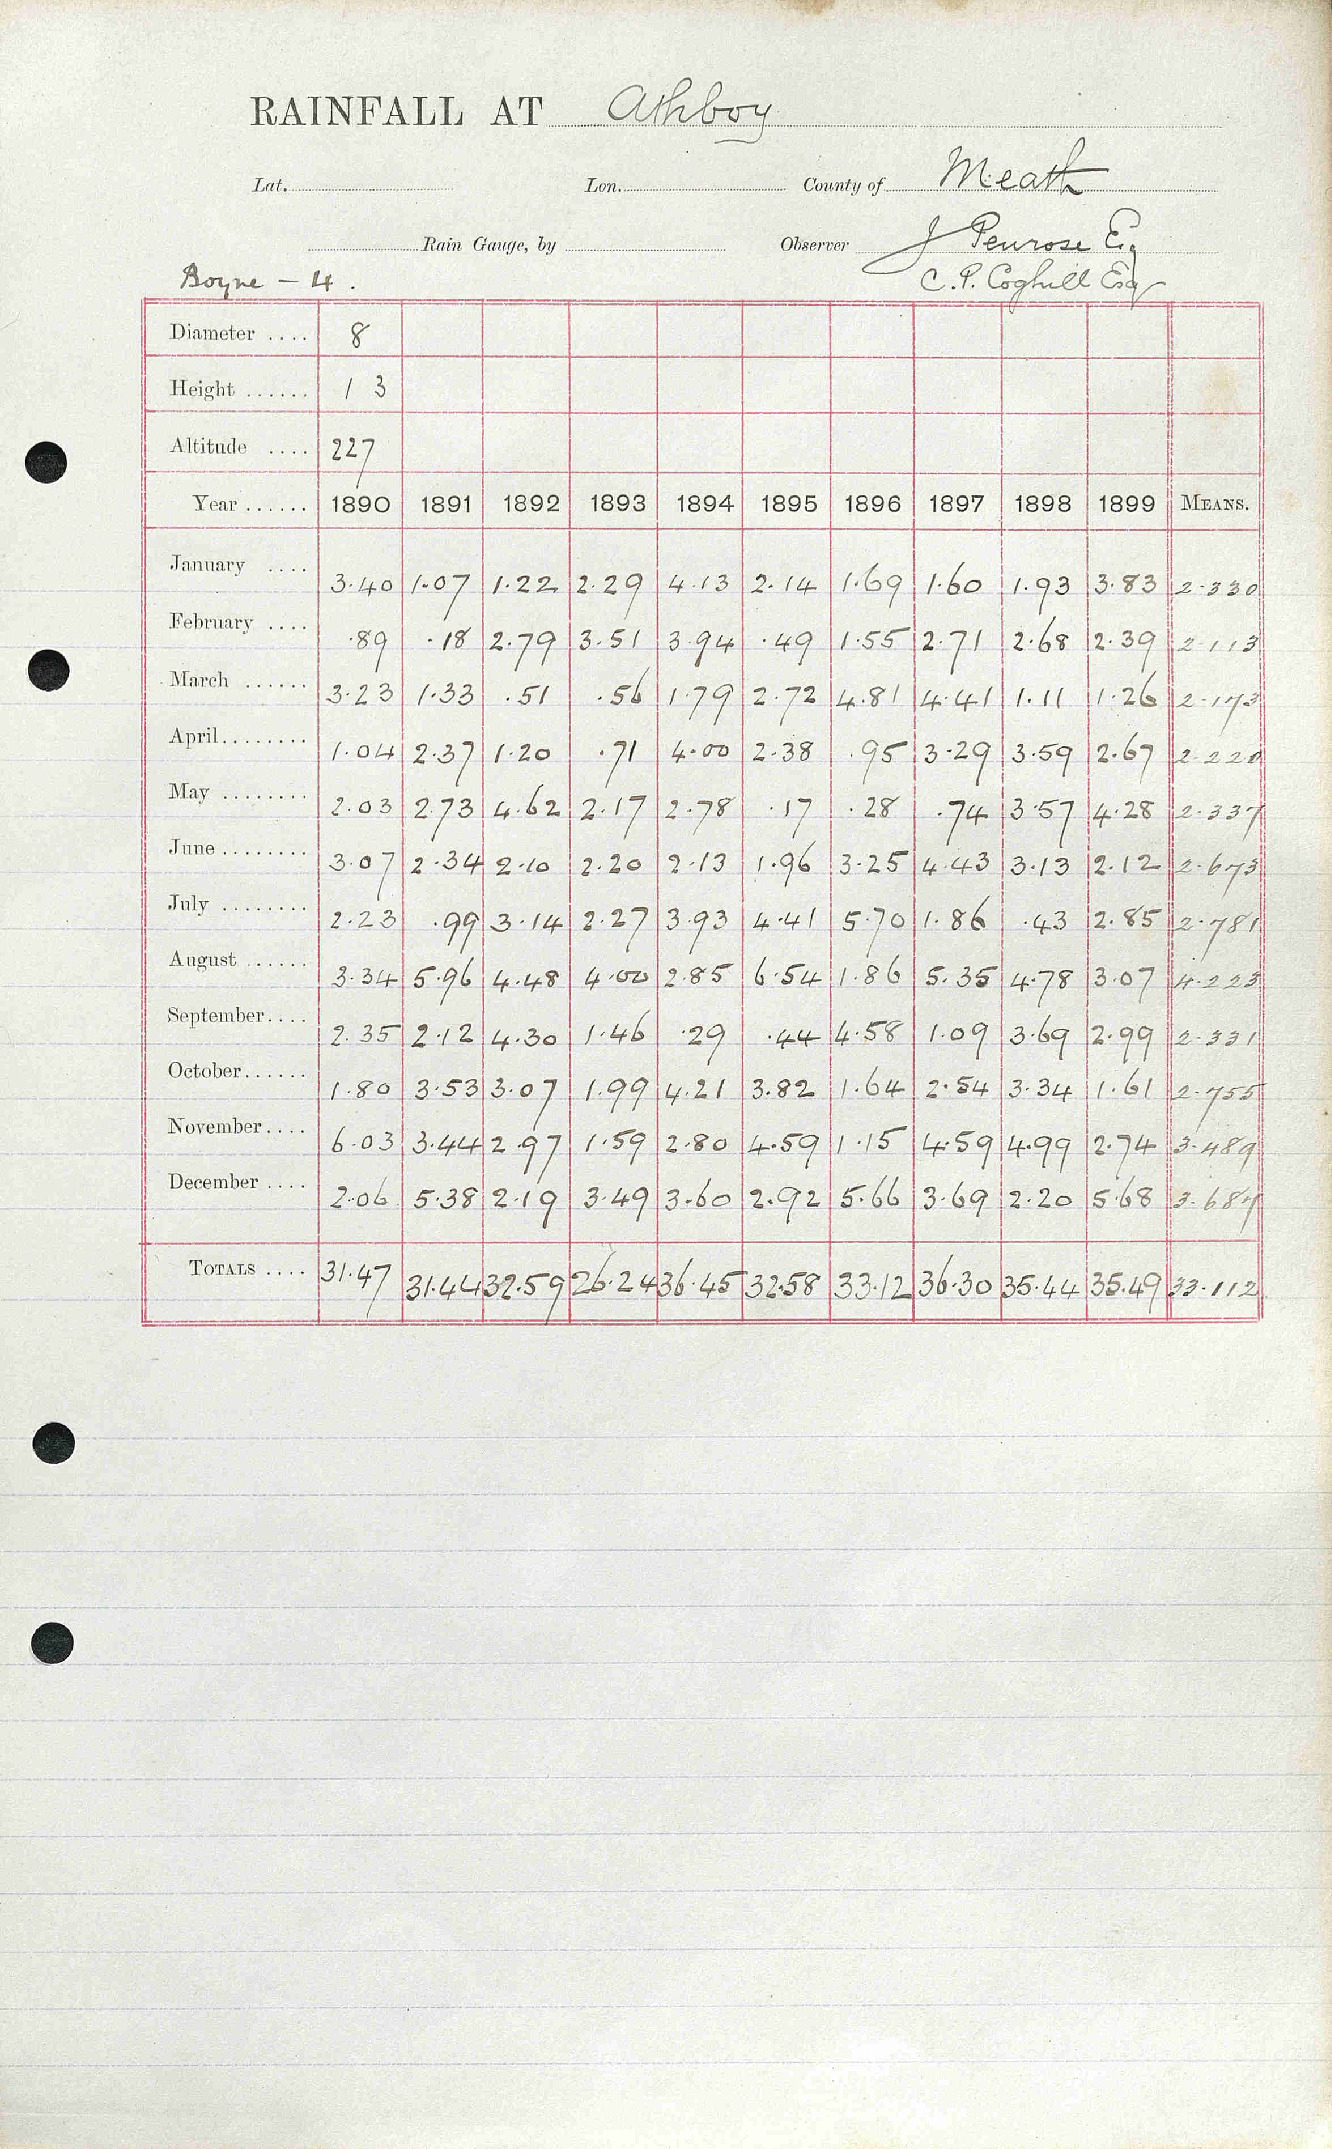 RAINFALL AT Athboy
Lat. Lon. County of Meath
Rain Gauge, by Observer J Penrose Esq
Boyne - 4. C. P. Coghill Esq
Diameter .... 8
Height ...... 1 3
Altitude .... 227
Year ...... 1890 1891 1892 1893 1894 1895 1896 1897 1898 1899 MEANS.
January .... 3.40 1.07 1.22 2.29 4.13 2.14 1.69 1.60 1.93 3.83 2.330
February .... .89 .18 2.79 3.51 3.94 .49 1.55 2.71 2.68 2.39 2.113
March ...... 3.23 1.33 .51 .56 1.79 2.72 4.81 4.41 1.11 1.26 2.173
April........ 1.04 2.37 1.20 .71 4.00 2.38 .95 3.29 3.59 2.67 2.220
May ........ 2.03 2.73 4.62 2.17 2.78 .17 .28 .74 3.57 4.28 2.337
June ........ 3.07 2.34 2.10 2.20 2.13 1.96 3.25 4.43 3.13 2.12 2.673
July ........ 2.23 .99 3.14 2.27 3.93 4.41 5.70 1.86 .43 2.85 2.781
August ...... 3.34 5.96 4.48 4.00 2.85 6.54 1.86 5.35 4.78 3.07 4.223
September.... 2.35 2.12 4.30 1.46 .29 .44 4.58 1.09 3.69 2.99 2.331
October...... 1.80 3.53 3.07 1.99 4.21 3.82 1.64 2.54 3.34 1.61 2.755
November.... 6.03 3.44 2.97 1.59 2.80 4.59 1.15 4.59 4.99 2.74 3.489
December .... 2.06 5.38 2.19 3.49 3.60 2.92 5.66 3.69 2.20 5.68 3.687
TOTALS .... 31.47 31.44 32.59 26.24 36.45 32.58 33.12 36.30 35.44 35.49 33.112